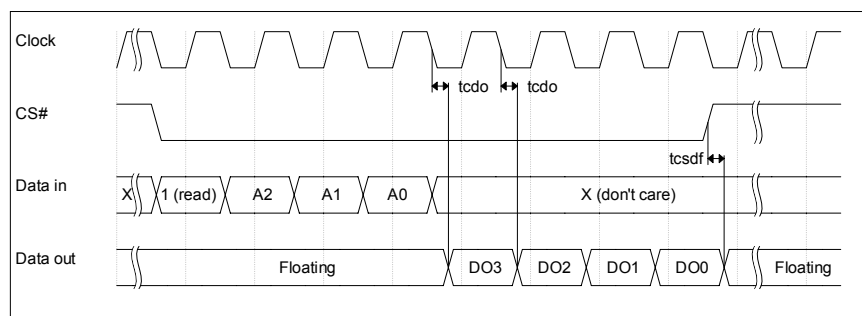 Clock
tcdo tcdo
CS#
tcsdf
Data in
X 1 (read) A2 A1 A0 X (don't care)
Data out
Floating DO3 DO2 DO1 DO0 Floating